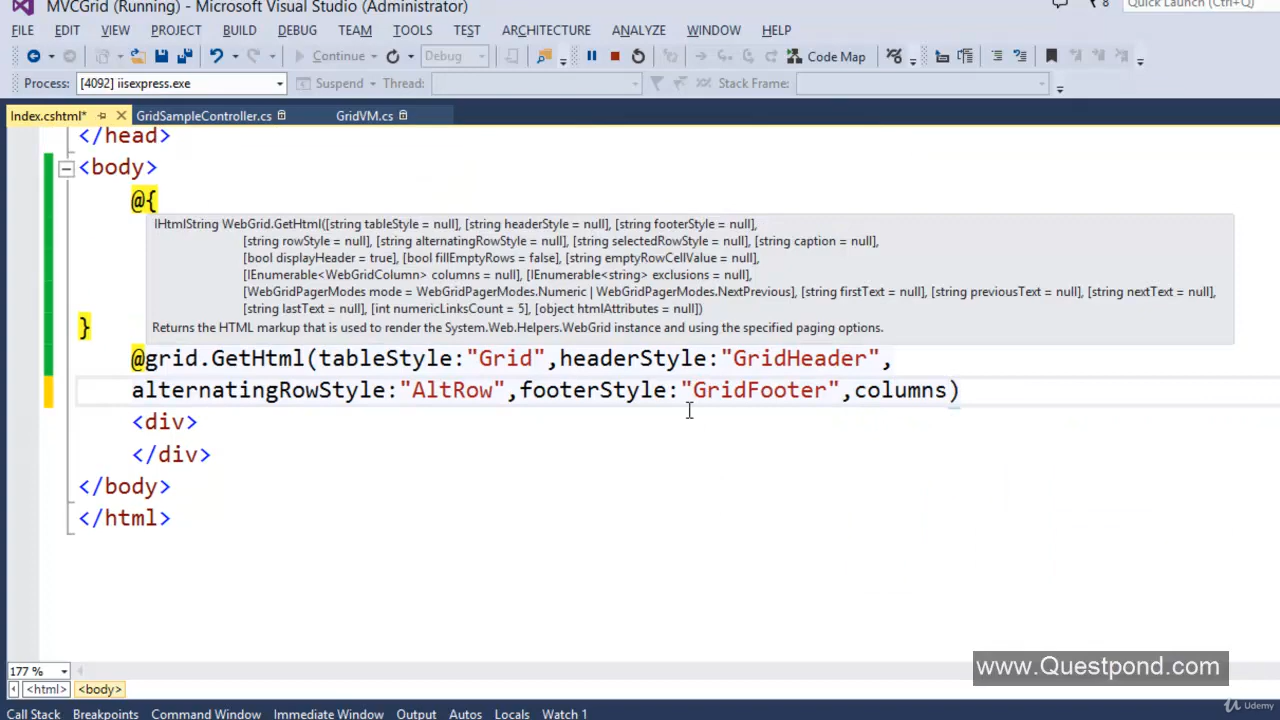 MVCGrid (Running) - Microsoft Visual Studio (Administrator)
8
Quick Launch (Ctrl+Q)
FILE EDIT VIEW PROJECT BUILD DEBUG TEAM TOOLS TEST ARCHITECTURE ANALYZE WINDOW HELP
Continue Debug Code Map
Process: [4092] iisexpress.exe Suspend Thread: Stack Frame:
Index.cshtml* GridSampleController.cs GridVM.cs
</head>
<body>
@{
IHtmlString WebGrid.GetHtml([string tableStyle = null], [string headerStyle = null], [string footerStyle = null],
[string rowStyle = null], [string alternatingRowStyle = null], [string selectedRowStyle = null], [string caption = null],
[bool displayHeader = true], [bool fillEmptyRows = false], [string emptyRowCellValue = null],
[IEnumerable<WebGridColumn> columns = null], [IEnumerable<string> exclusions = null],
[WebGridPagerModes mode = WebGridPagerModes.Numeric | WebGridPagerModes.NextPrevious], [string firstText = null], [string previousText = null], [string nextText = null],
[string lastText = null], [int numericLinksCount = 5], [object htmlAttributes = null])
Returns the HTML markup that is used to render the System.Web.Helpers.WebGrid instance and using the specified paging options.
}
@grid.GetHtml(tableStyle:"Grid",headerStyle:"GridHeader",
alternatingRowStyle:"AltRow",footerStyle:"GridFooter",columns)
<div>
</div>
</body>
</html>
177 %
www.Questpond.com
<html> <body>
Call Stack Breakpoints Command Window Immediate Window Output Autos Locals Watch 1
Udemy